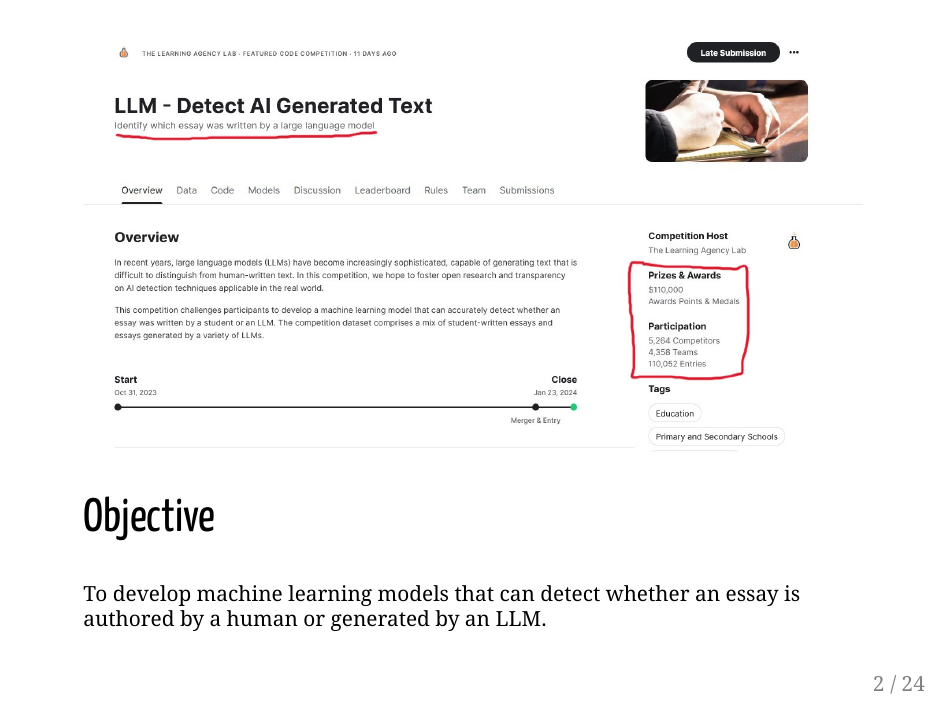 THE LEARNING AGENCY LAB · FEATURED CODE COMPETITION · 11 DAYS AGO
Late Submission
LLM - Detect AI Generated Text
Identify which essay was written by a large language model
Overview Data Code Models Discussion Leaderboard Rules Team Submissions
Overview
In recent years, large language models (LLMs) have become increasingly sophisticated, capable of generating text that is
difficult to distinguish from human-written text. In this competition, we hope to foster open research and transparency
on AI detection techniques applicable in the real world.
This competition challenges participants to develop a machine learning model that can accurately detect whether an
essay was written by a student or an LLM. The competition dataset comprises a mix of student-written essays and
essays generated by a variety of LLMs.
Start
Oct 31, 2023
Close
Jan 23, 2024
Merger & Entry
Competition Host
The Learning Agency Lab
Prizes & Awards
$110,000
Awards Points & Medals
Participation
5,264 Competitors
4,358 Teams
110,052 Entries
Tags
Education
Primary and Secondary Schools
Objective
To develop machine learning models that can detect whether an essay is
authored by a human or generated by an LLM.
2 / 24